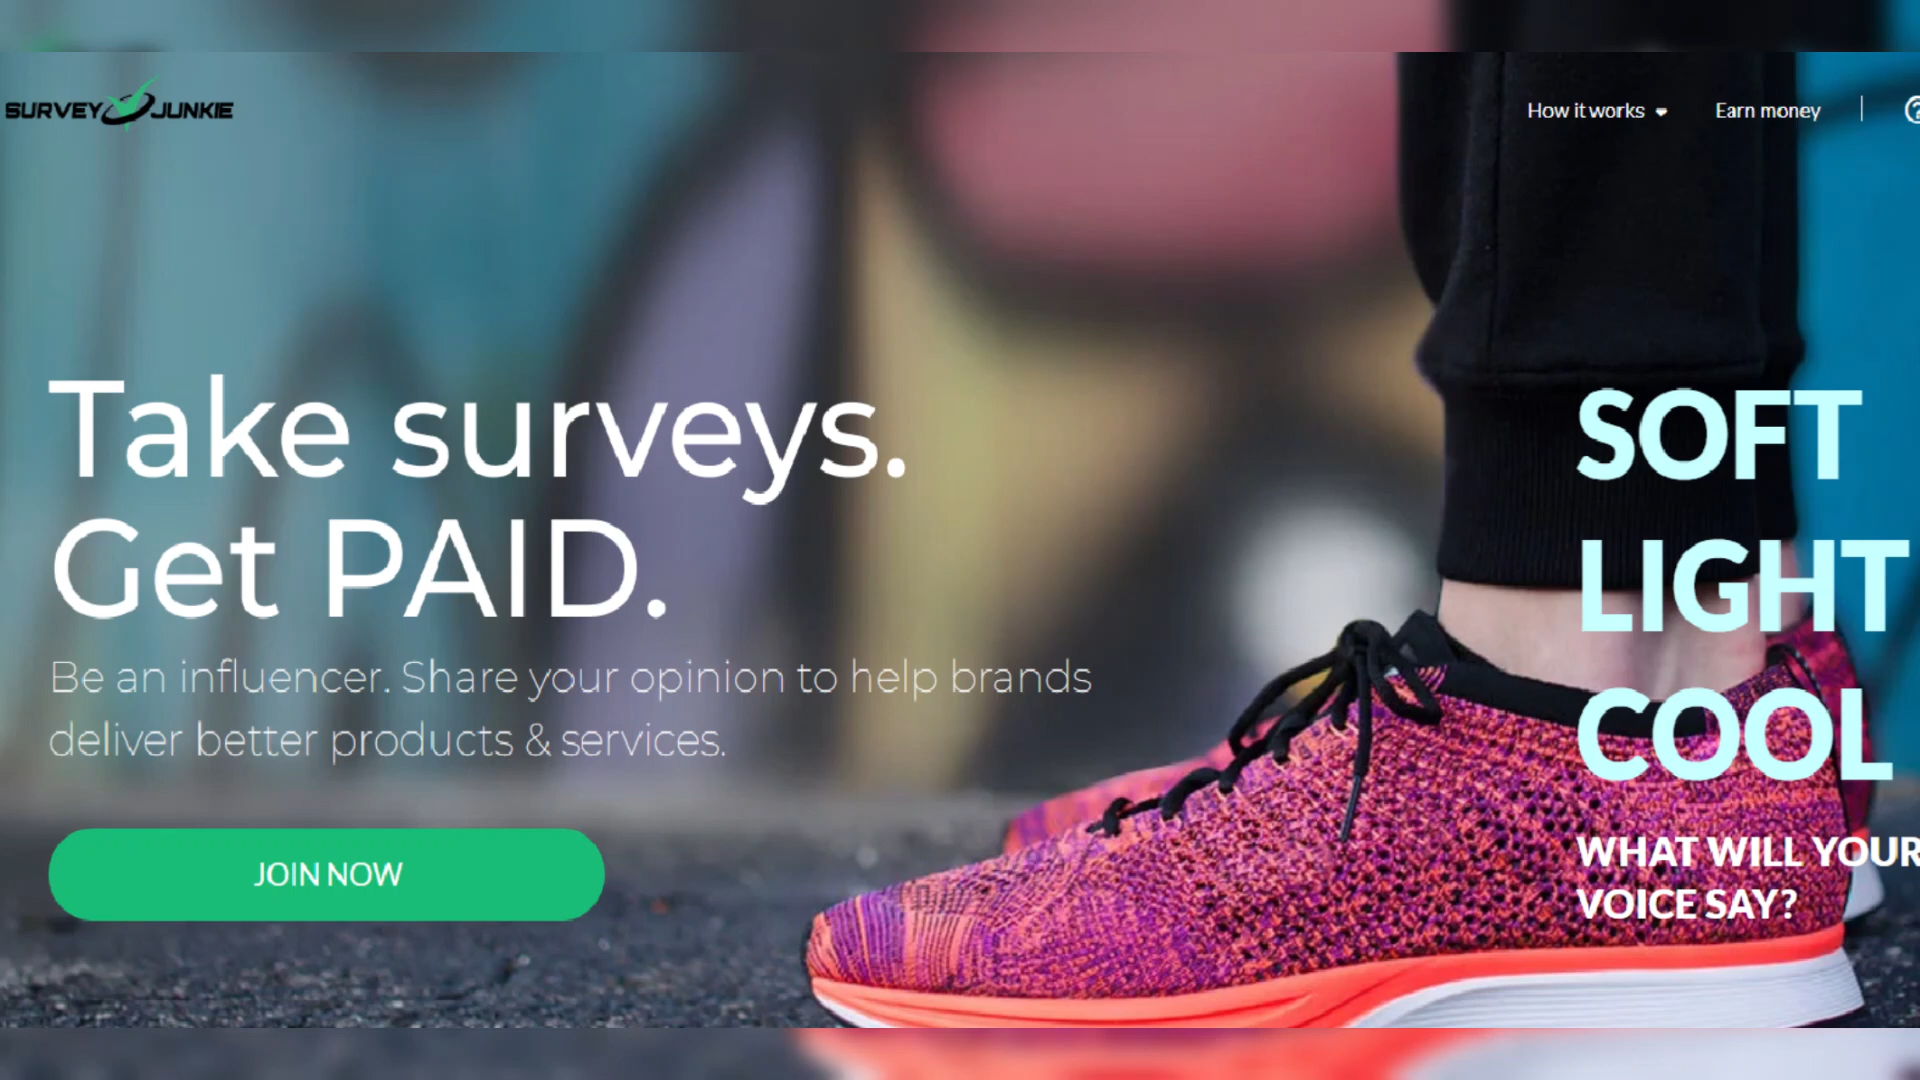 SURVEY JUNKIE
How it works
Earn money
Take surveys.
Get PAID.
Be an influencer. Share your opinion to help brands
deliver better products & services.
JOIN NOW
SOFT
LIGHT
COOL
WHAT WILL YOUR
VOICE SAY?